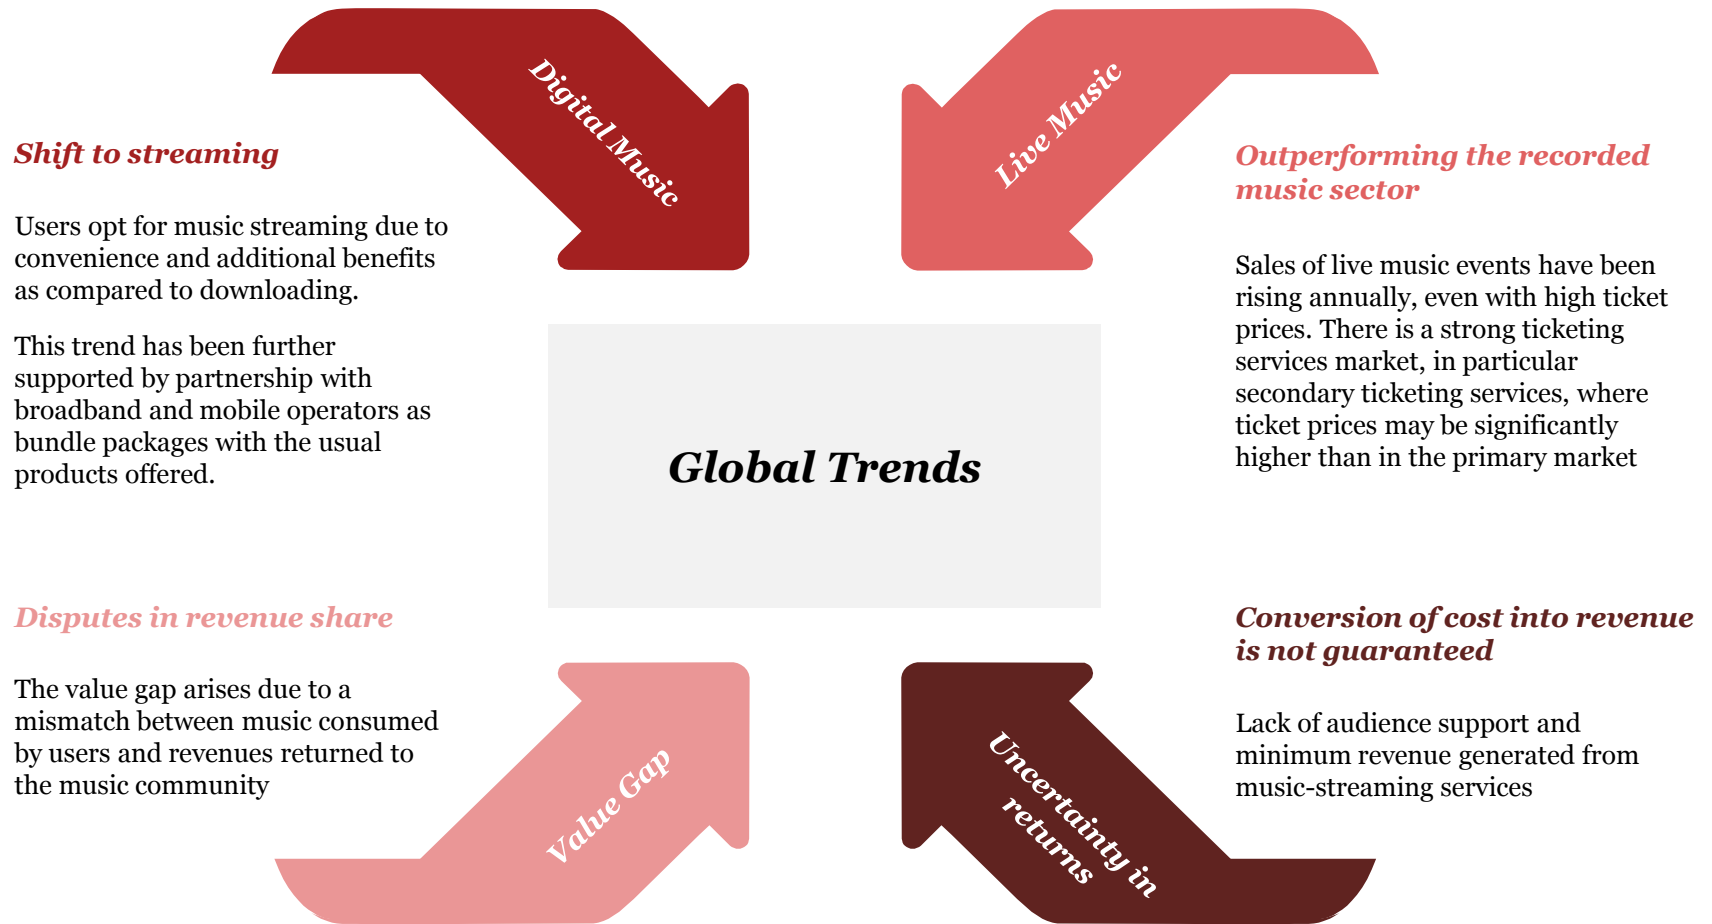 Digital Music
Shift to streaming
Users opt for music streaming due to
convenience and additional benefits
as compared to downloading.
This trend has been further
supported by partnership with
broadband and mobile operators as
bundle packages with the usual
products offered.
Live Music
Outperforming the recorded
music sector
Sales of live music events have been
rising annually, even with high ticket
prices. There is a strong ticketing
services market, in particular
secondary ticketing services, where
ticket prices may be significantly
higher than in the primary market
Global Trends
Disputes in revenue share
The value gap arises due to a
mismatch between music consumed
by users and revenues returned to
the music community
Value Gap
Conversion of cost into revenue
is not guaranteed
Lack of audience support and
minimum revenue generated from
music-streaming services
Uncertainty in
returns